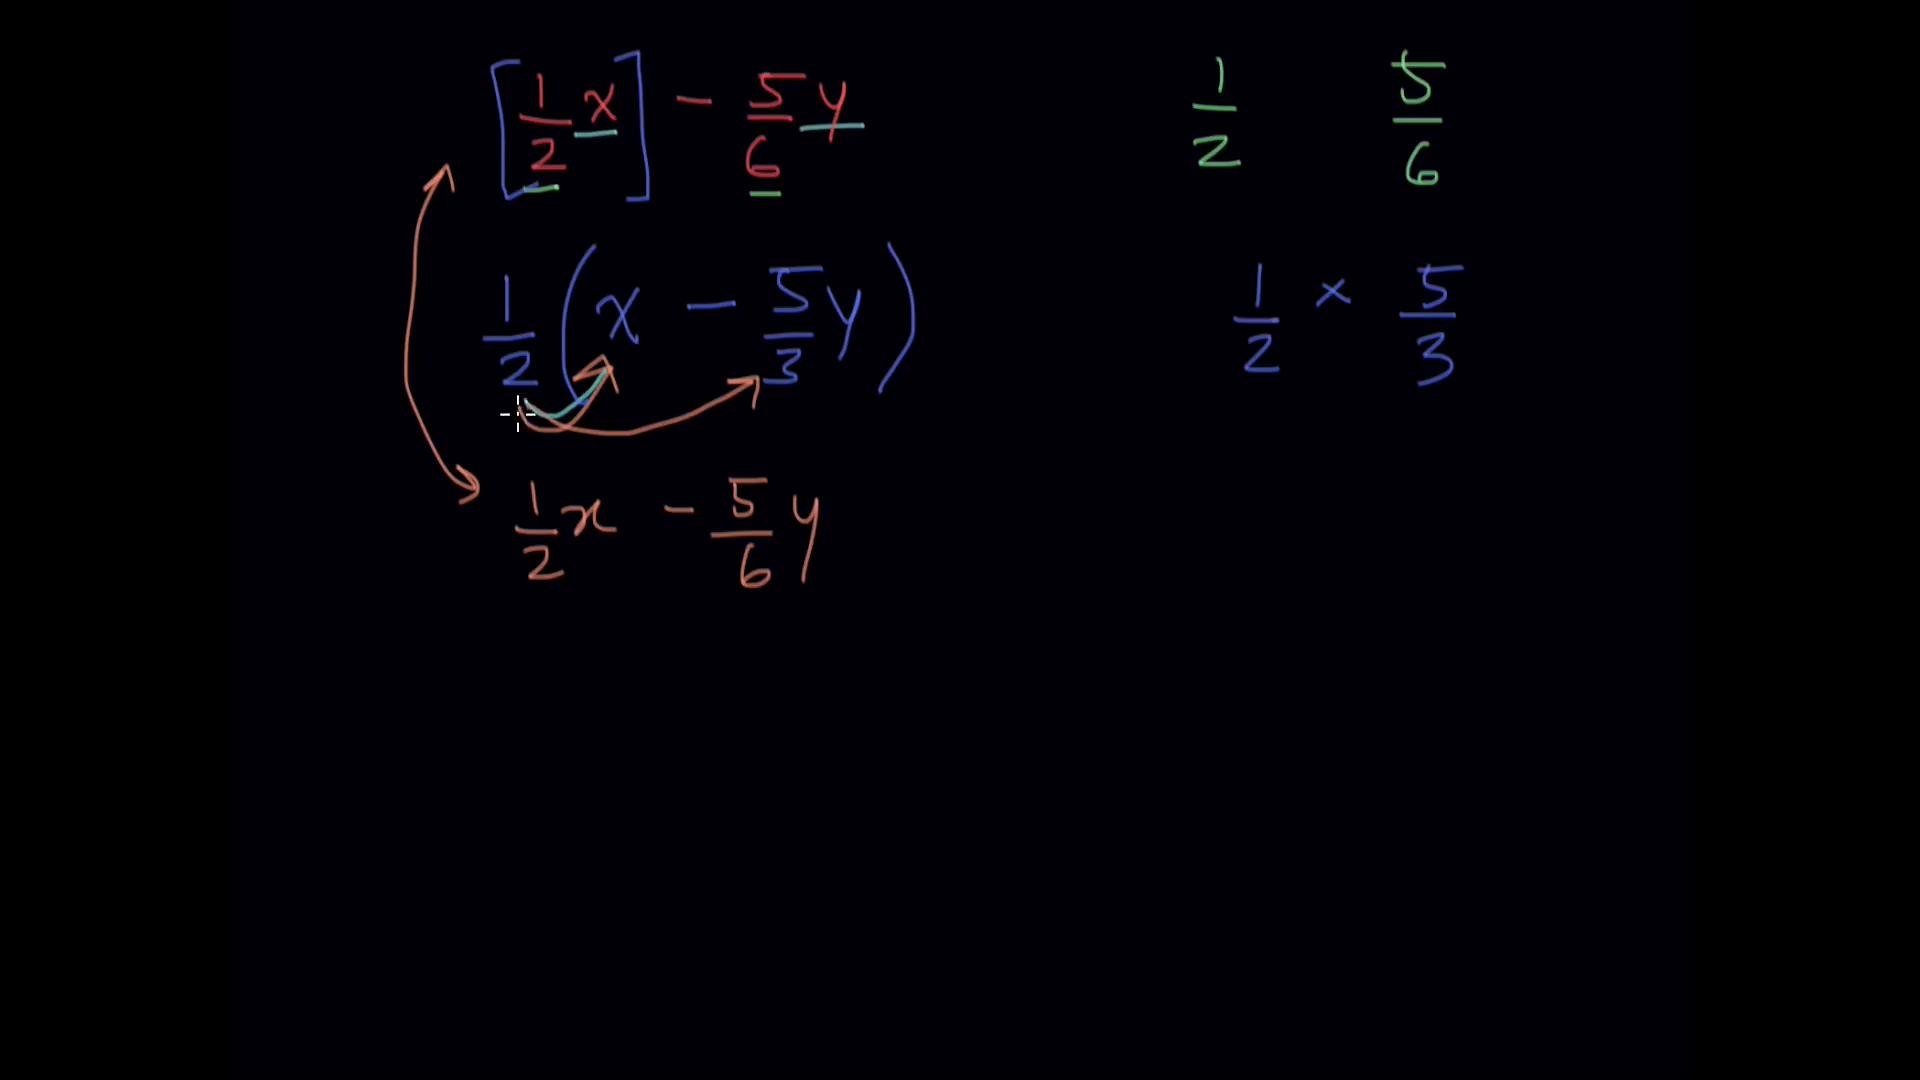 [1/2 x] - 5/6 y
1/2 5/6
1/2 (x - 5/3 y)
1/2 × 5/3
1/2 x - 5/6 y